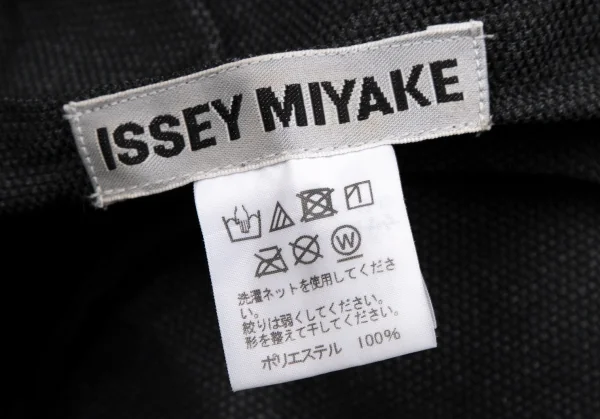 ISSEY MIYAKE
W
洗濯ネットを使用してくださ
い。
絞りは弱くしてください。
形を整えて干してください。
ポリエステル 100%